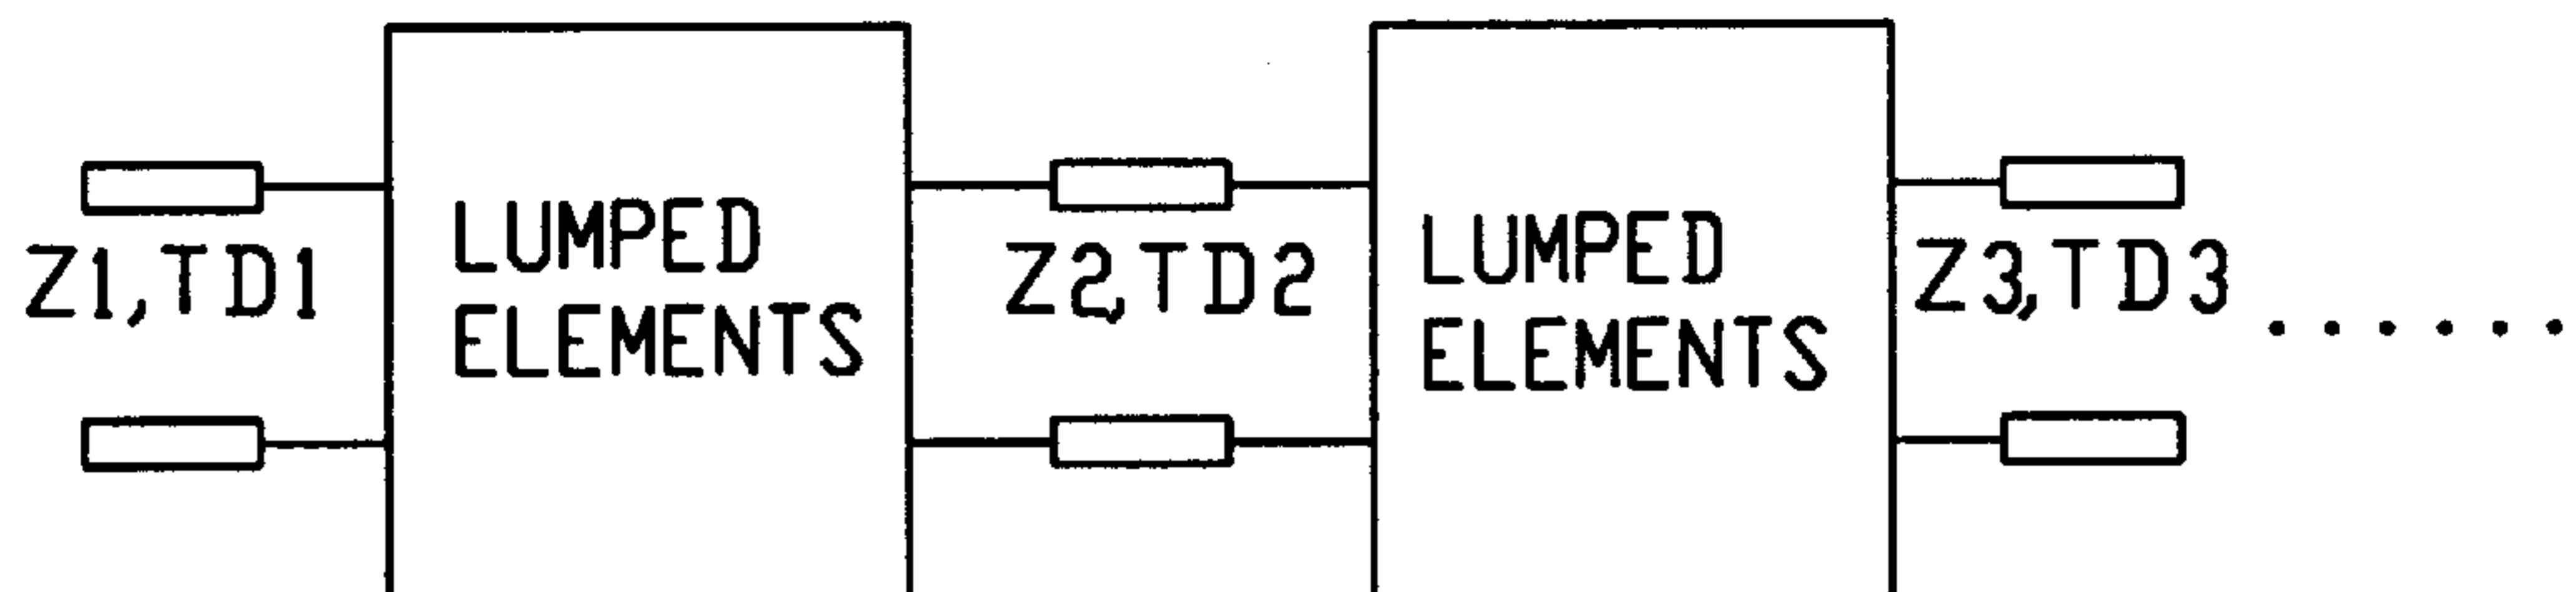 Z1,TD1
LUMPED
ELEMENTS
Z2,TD2
LUMPED
ELEMENTS
Z3,TD3 ......